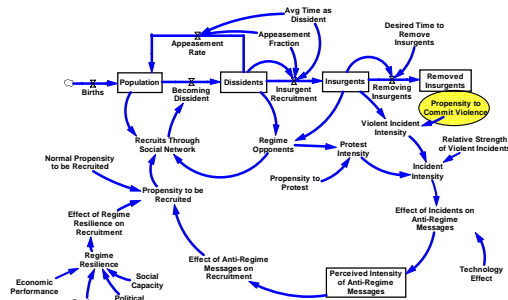 Avg Time as
Dissident
Desired Time to
Remove
Insurgents
Appeasement
Fraction
Appeasement
Rate
Births
Population
Becoming
Dissident
Dissidents
Insurgent
Recruitment
Insurgents
Removing
Insurgents
Removed
Insurgents
Propensity to
Commit Violence
Violent Incident
Intensity
Recruits Through
Social Network
Regime
Opponents
Protest
Intensity
Relative Strength
of Violent Incidents
Normal Propensity
to be Recruited
Incident
Intensity
Propensity to
Protest
Propensity to be
Recruited
Effect of Regime
Resilience on
Recruitment
Effect of Incidents on
Anti-Regime
Messages
Regime
Resilience
Effect of Anti-Regime
Messages on
Recruitment
Technology
Effect
Economic
Performance
Social
Capacity
Perceived Intensity
of Anti-Regime
Messages
Political